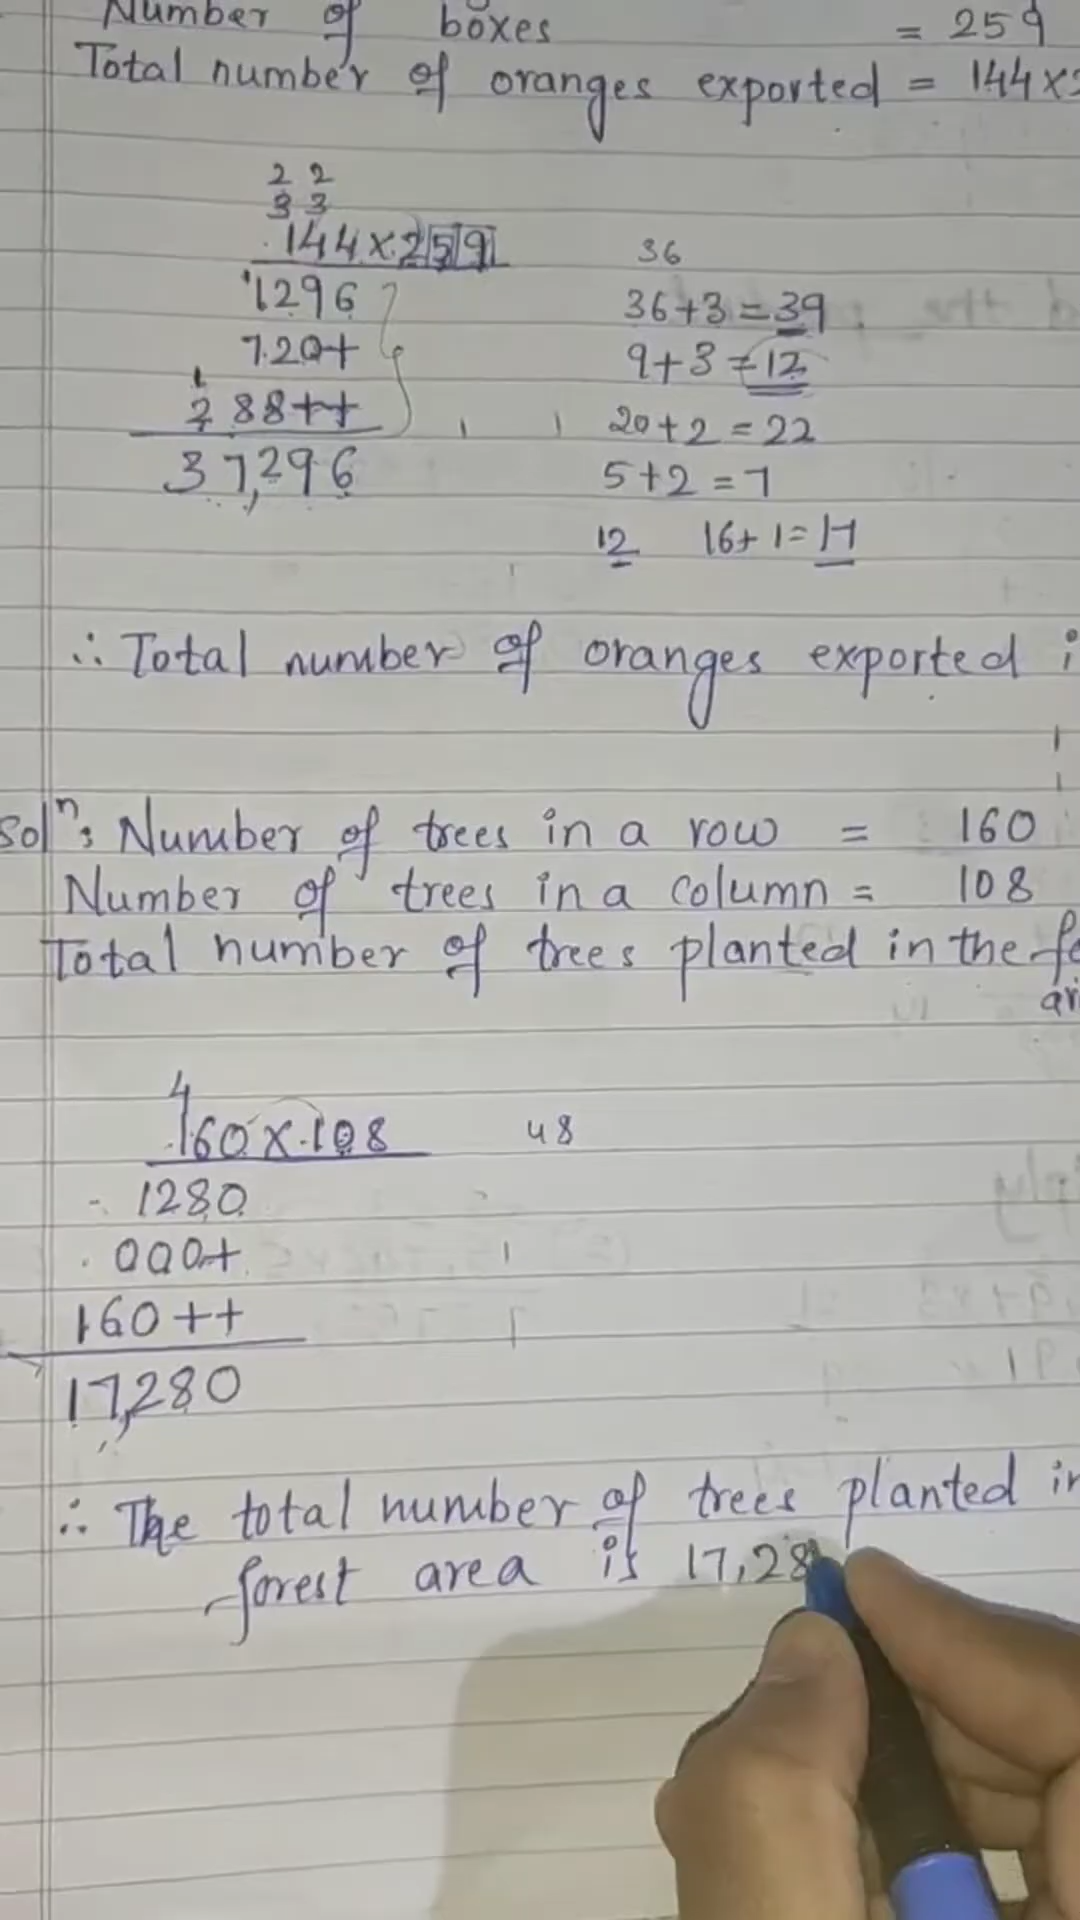 Number of boxes = 259
Total number of oranges exported = 144×
2 2
3 3
144×259
1296
720+
1
288++
37,296
36
36+3=39
9+3=12
20+2=22
5+2=7
12 16+1=17
∴ Total number of oranges exported i
Solⁿ: Number of trees in a row = 160
Number of trees in a column = 108
Total number of trees planted in the fo
ar
4
160×108
48
1280
000+
160++
17,280
∴ The total number of trees planted in
forest area is 17,28